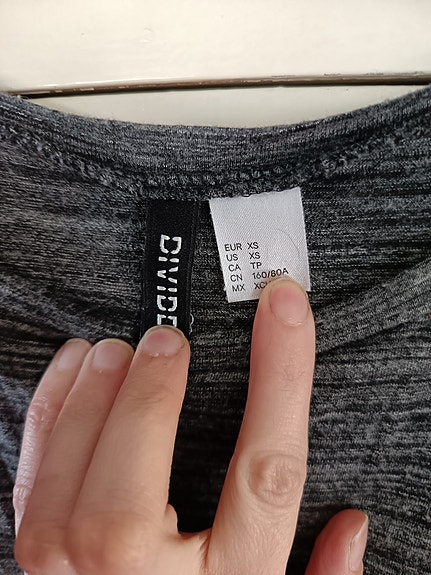 DIVIDE
EUR XS
US XS
CA TP
CN 160/80A
MX